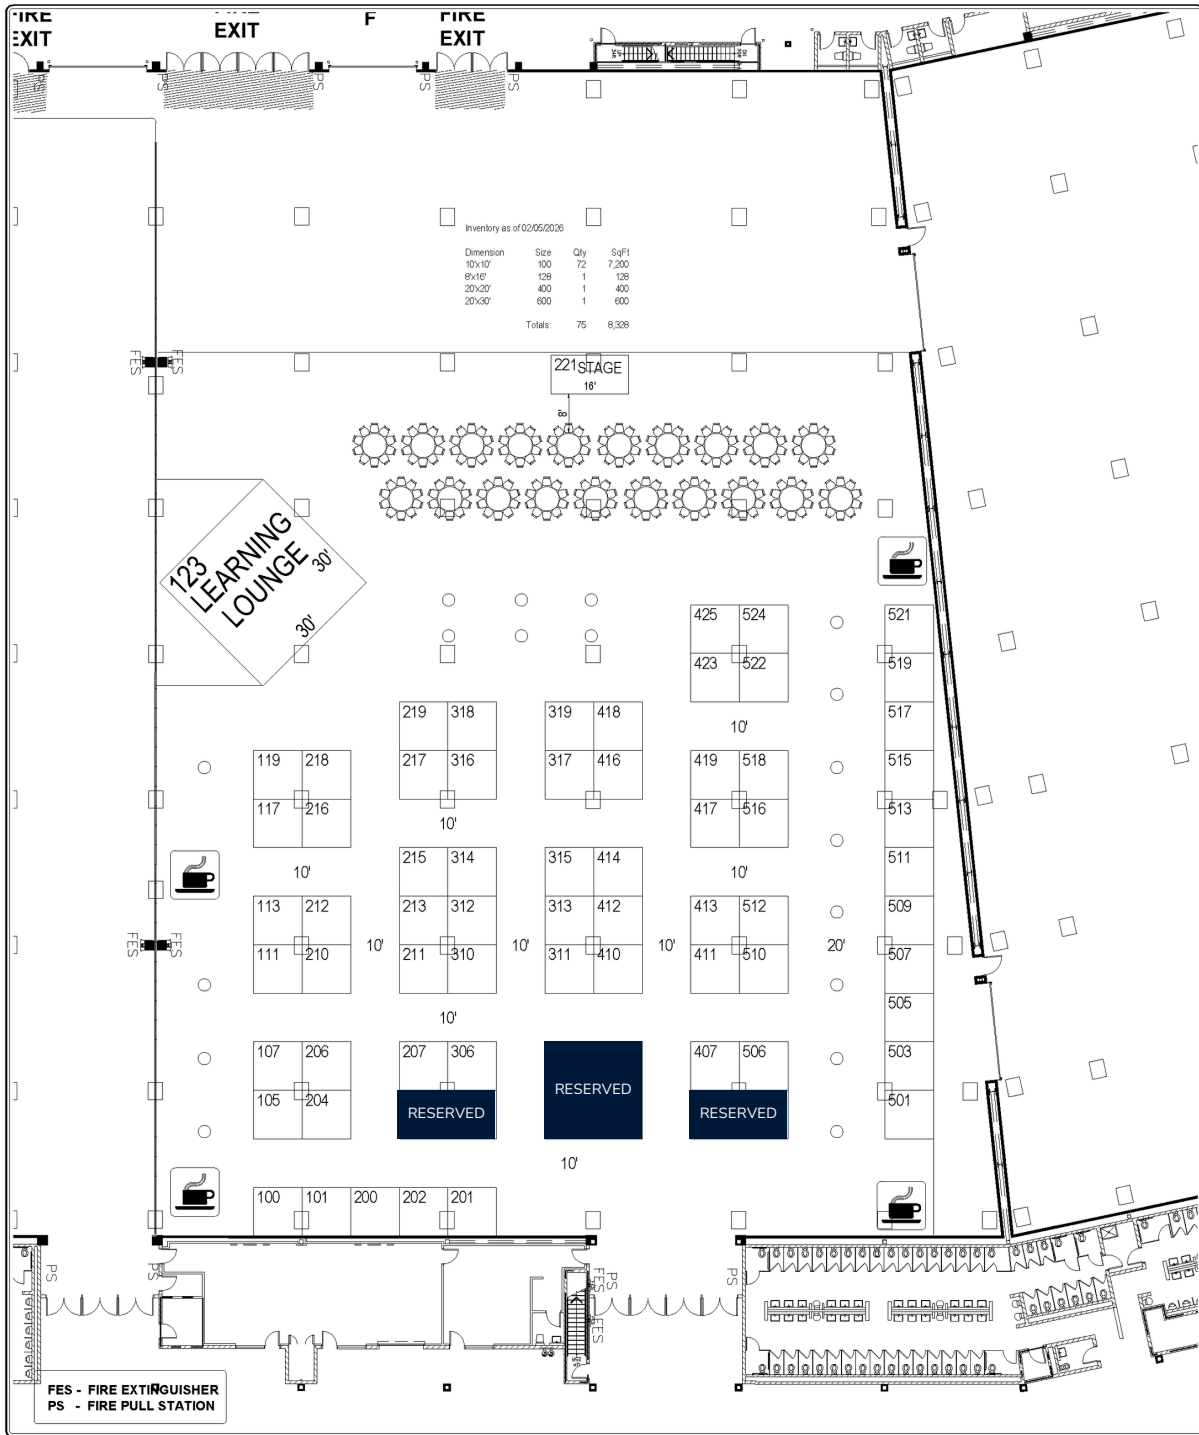 FIRE
EXIT
FIRE
EXIT
F
FIRE
EXIT
PS
PS
PS
PS
PS
Inventory as of 02/05/2026
Dimension Size Qty SqFt
10'x10' 100 72 7,200
8'x16' 128 1 128
20'x20' 400 1 400
20'x30' 600 1 600
Totals: 75 8,328
FES
FES
221 STAGE
16'
8'
123
LEARNING
LOUNGE
30'
30'
425 524 521
423 522 519
219 318 319 418 517
10'
119 218 217 316 317 416 419 518 515
117 216 417 516 513
10'
215 314 315 414 511
10' 10'
113 212 213 312 313 412 413 512 509
111 210 10' 211 310 10' 311 410 10' 411 510 20' 507
505
10'
107 206 207 306 407 506 503
RESERVED
105 204 RESERVED RESERVED 501
10'
FES
FES
100 101 200 202 201
PS
PS
FES
PS
FES
PS
FES - FIRE EXTINGUISHER
PS - FIRE PULL STATION